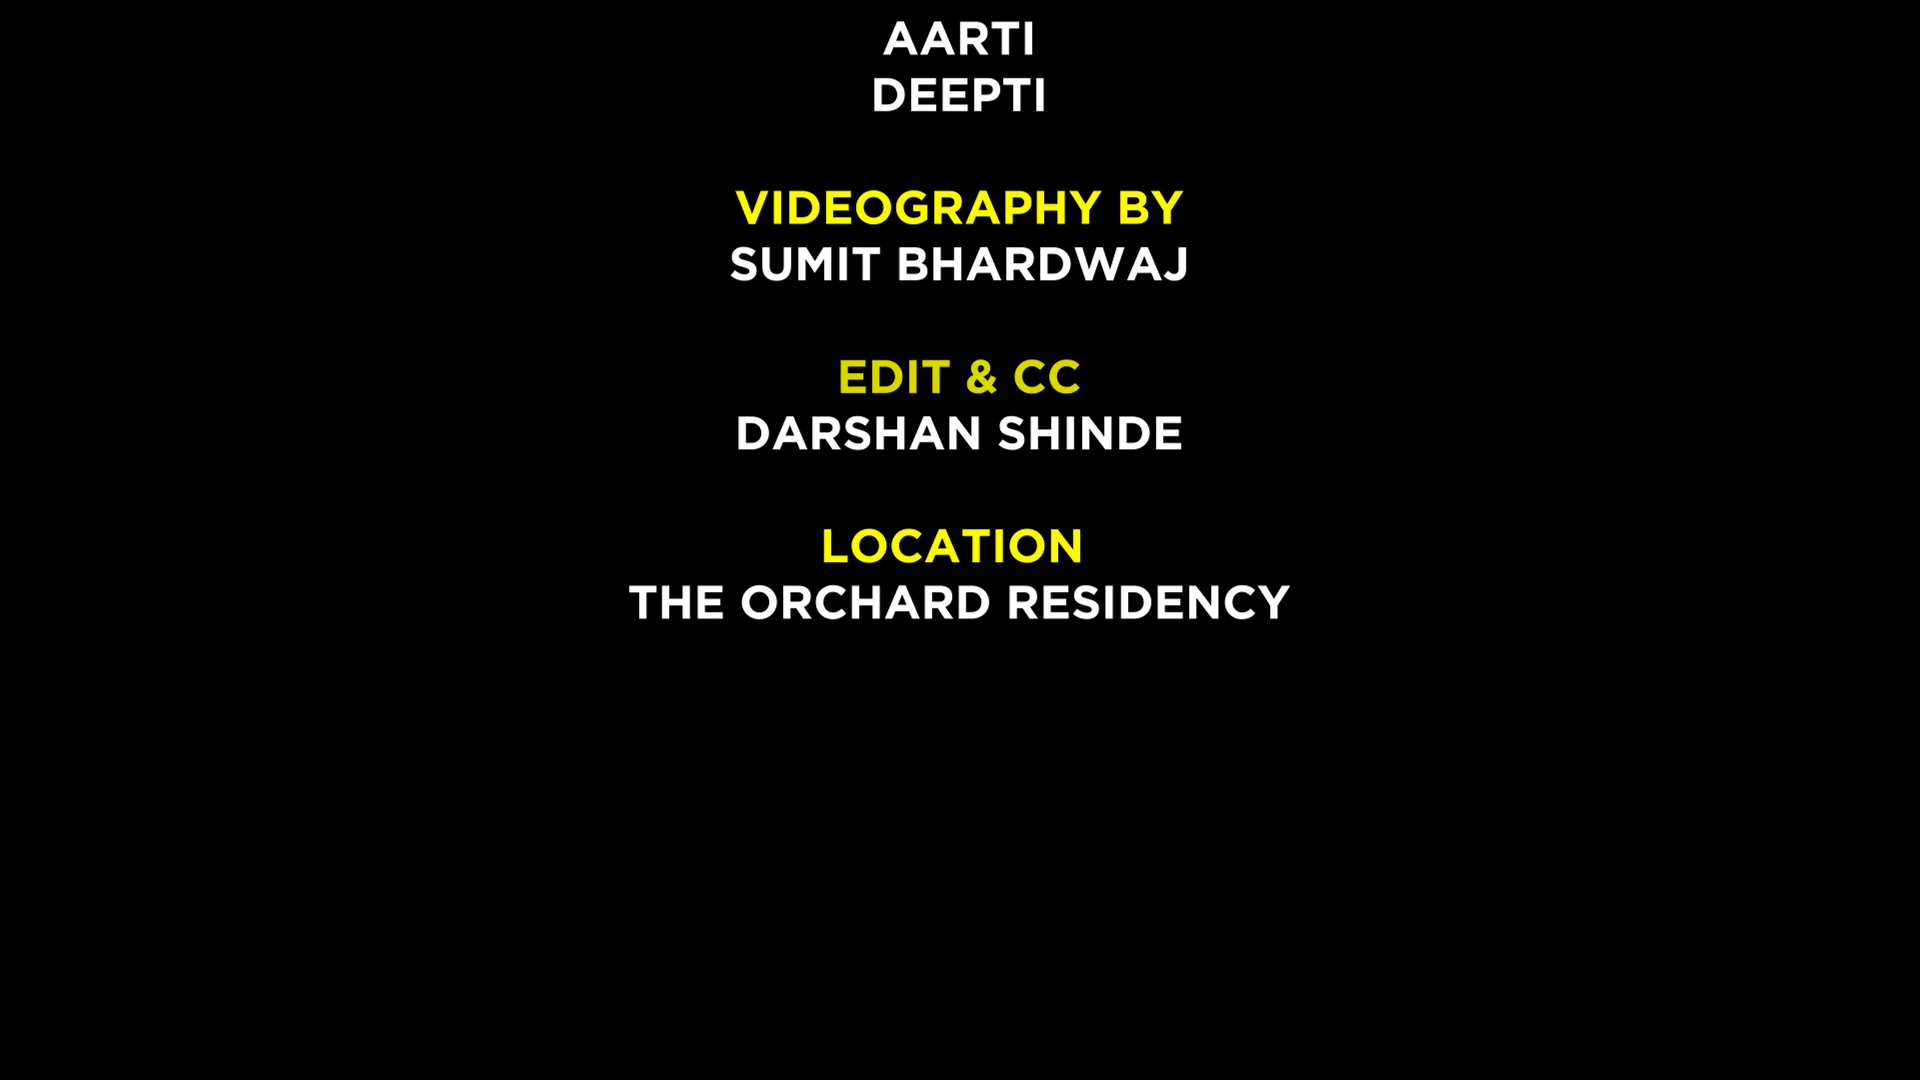 AARTI
DEEPTI
VIDEOGRAPHY BY
SUMIT BHARDWAJ
EDIT & CC
DARSHAN SHINDE
LOCATION
THE ORCHARD RESIDENCY